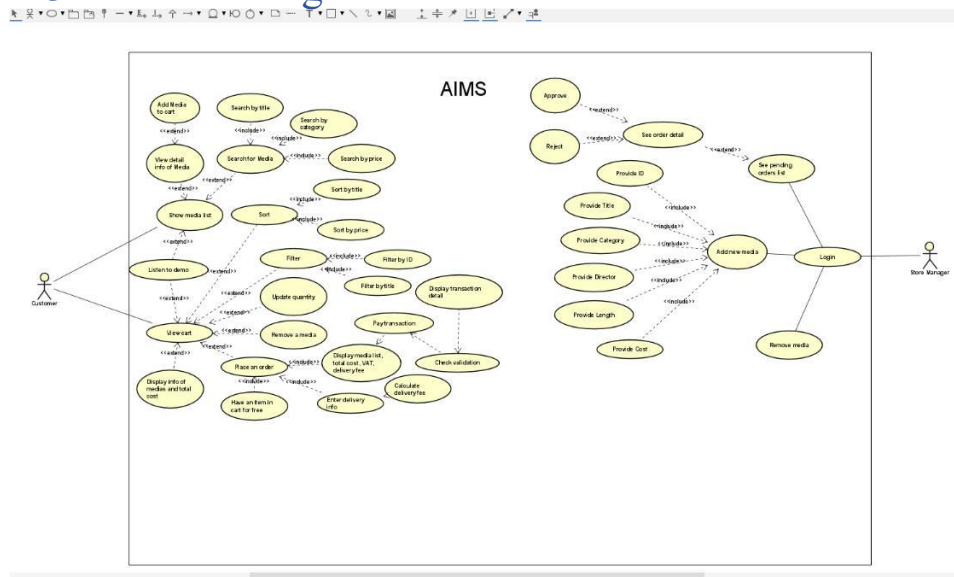 AIMS
Add Media
to cart
<<extend>>
View detail
info of Media
<<extend>>
Search by title
<<include>>
Search by
category
<<include>>
Search for Media
<<include>>
Search by price
<<extend>>
Show media list
Sort
Sort by title
<<include>>
<<include>>
Sort by price
<<extend>>
Listen to demo
<<extend>>
<<extend>>
Filter
<<include>>
Filter by ID
<<include>>
Filter by title
<<extend>>
Update quantity
<<extend>>
View cart
<<extend>>
Remove a media
<<extend>>
<<extend>>
Display info of
medias and total
cost
Place an order
<<include>>
Display media list,
total cost, VAT,
delivery fee
<<include>>
<<include>>
Have an item in
cart for free
Enter delivery
info
Calculate
delivery fee
Pay transaction
Check validation
Display transaction
detail
Customer
Approve
<<extend>>
Reject
<<extend>>
See order detail
<<extend>>
See pending
orders list
Provide ID
<<include>>
Provide Title
<<include>>
Provide Category
<<include>>
Provide Director
<<include>>
Provide Length
<<include>>
Provide Cost
Add new media
Login
Remove media
Store Manager